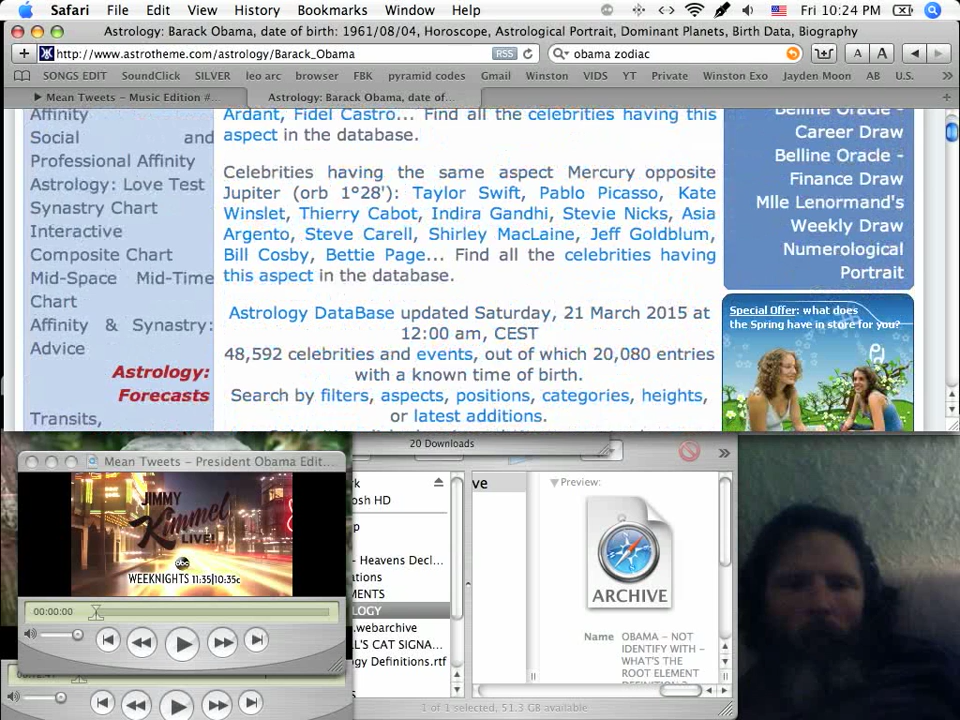 Safari File Edit View History Bookmarks Window Help Fri 10:24 PM
Astrology: Barack Obama, date of birth: 1961/08/04, Horoscope, Astrological Portrait, Dominant Planets, Birth Data, Biography
http://www.astrotheme.com/astrology/Barack_Obama RSS obama zodiac A A
SONGS EDIT SoundClick SILVER leo arc browser FBK pyramid codes Gmail Winston VIDS YT Private Winston Exo Jayden Moon AB U.S.
Mean Tweets – Music Edition #... Astrology: Barack Obama, date of...
Affinity
Social and
Professional Affinity
Astrology: Love Test
Synastry Chart
Interactive
Composite Chart
Mid-Space Mid-Time
Chart
Affinity & Synastry:
Advice
Astrology:
Forecasts
Transits,
Ardant, Fidel Castro... Find all the celebrities having this
aspect in the database.
Celebrities having the same aspect Mercury opposite
Jupiter (orb 1°28'): Taylor Swift, Pablo Picasso, Kate
Winslet, Thierry Cabot, Indira Gandhi, Stevie Nicks, Asia
Argento, Steve Carell, Shirley MacLaine, Jeff Goldblum,
Bill Cosby, Bettie Page... Find all the celebrities having
this aspect in the database.
Astrology DataBase updated Saturday, 21 March 2015 at
12:00 am, CEST
48,592 celebrities and events, out of which 20,080 entries
with a known time of birth.
Search by filters, aspects, positions, categories, heights,
or latest additions.
Belline Oracle -
Career Draw
Belline Oracle -
Finance Draw
Mlle Lenormand's
Weekly Draw
Numerological
Portrait
Special Offer: what does
the Spring have in store for you?
Mean Tweets – President Obama Edit...
JIMMY
Kimmel
LIVE!
abc
WEEKNIGHTS 11:35|10:35c
00:00:00
20 Downloads
rk
osh HD
p
– Heavens Decl...
ations
MENTS
LOGY
.webarchive
LL'S CAT SIGNA...
gy Definitions.rtf
ve
Preview:
ARCHIVE
Name OBAMA – NOT
IDENTIFY WITH –
WHAT'S THE
ROOT ELEMENT
1 of 1 selected, 51.3 GB available